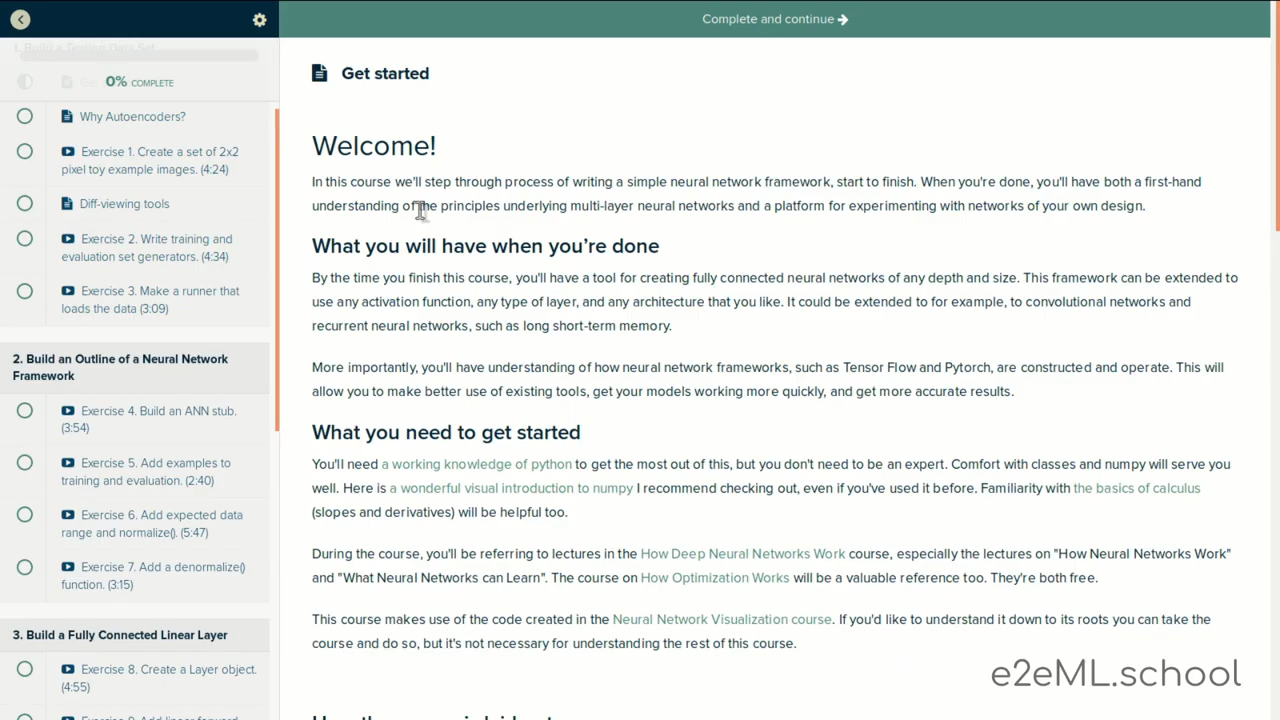 Complete and continue
1. Build a Training Data Set
0% COMPLETE
Why Autoencoders?
Exercise 1. Create a set of 2x2
pixel toy example images. (4:24)
Diff-viewing tools
Exercise 2. Write training and
evaluation set generators. (4:34)
Exercise 3. Make a runner that
loads the data (3:09)
2. Build an Outline of a Neural Network
Framework
Exercise 4. Build an ANN stub.
(3:54)
Exercise 5. Add examples to
training and evaluation. (2:40)
Exercise 6. Add expected data
range and normalize(). (5:47)
Exercise 7. Add a denormalize()
function. (3:15)
3. Build a Fully Connected Linear Layer
Exercise 8. Create a Layer object.
(4:55)
Get started
Welcome!
In this course we'll step through process of writing a simple neural network framework, start to finish. When you're done, you'll have both a first-hand
understanding of the principles underlying multi-layer neural networks and a platform for experimenting with networks of your own design.
What you will have when you're done
By the time you finish this course, you'll have a tool for creating fully connected neural networks of any depth and size. This framework can be extended to
use any activation function, any type of layer, and any architecture that you like. It could be extended to for example, to convolutional networks and
recurrent neural networks, such as long short-term memory.
More importantly, you'll have understanding of how neural network frameworks, such as Tensor Flow and Pytorch, are constructed and operate. This will
allow you to make better use of existing tools, get your models working more quickly, and get more accurate results.
What you need to get started
You'll need a working knowledge of python to get the most out of this, but you don't need to be an expert. Comfort with classes and numpy will serve you
well. Here is a wonderful visual introduction to numpy I recommend checking out, even if you've used it before. Familiarity with the basics of calculus
(slopes and derivatives) will be helpful too.
During the course, you'll be referring to lectures in the How Deep Neural Networks Work course, especially the lectures on "How Neural Networks Work"
and "What Neural Networks can Learn". The course on How Optimization Works will be a valuable reference too. They're both free.
This course makes use of the code created in the Neural Network Visualization course. If you'd like to understand it down to its roots you can take the
course and do so, but it's not necessary for understanding the rest of this course.
e2eML.school